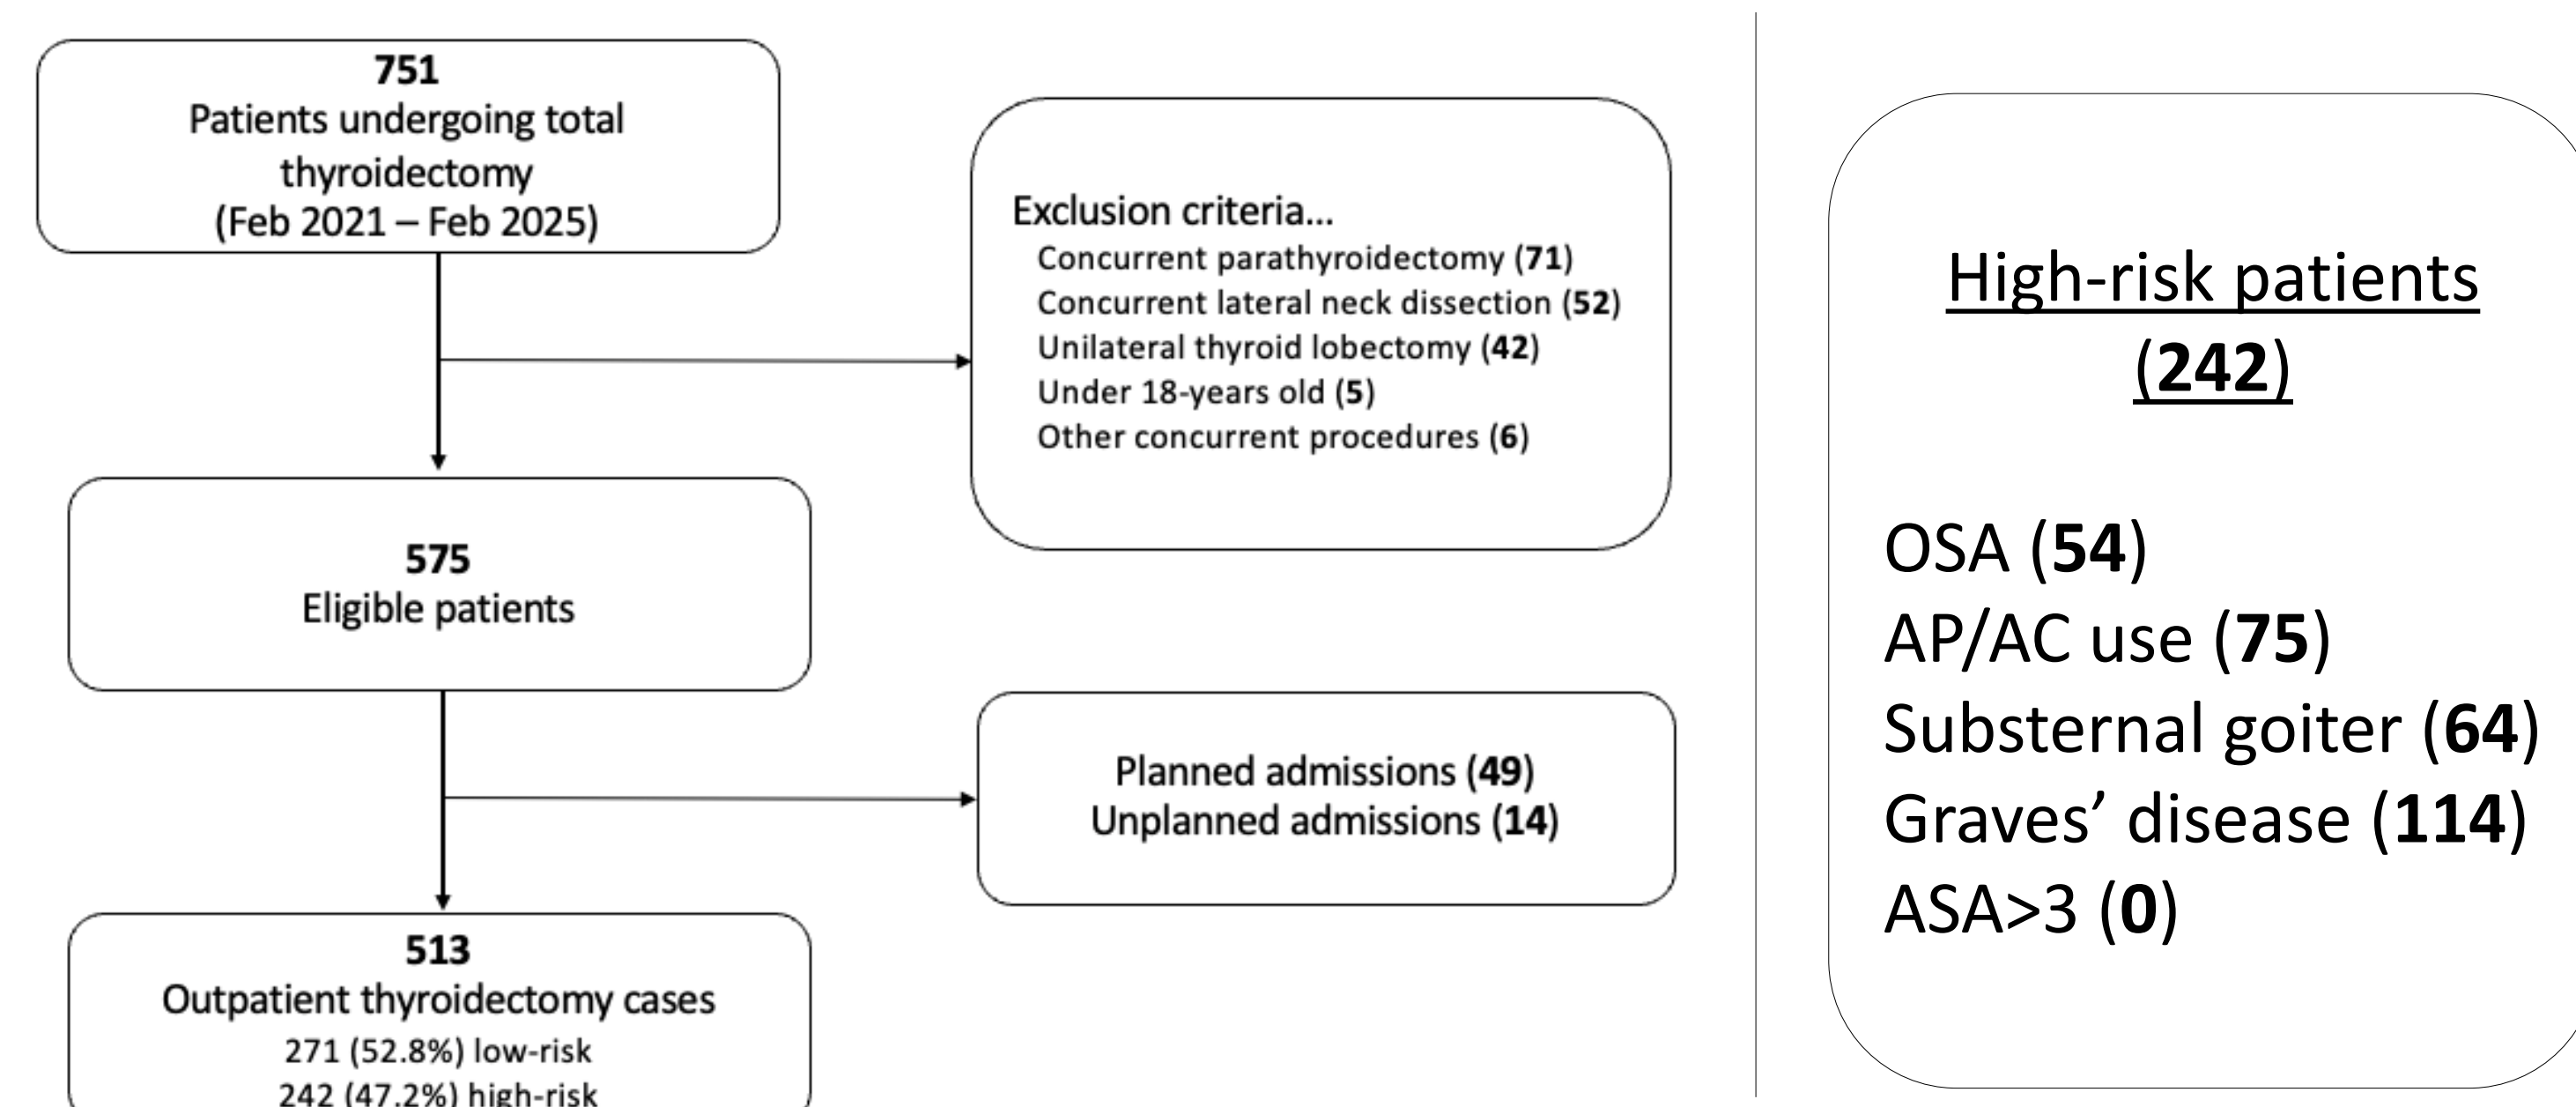 751
Patients undergoing total
thyroidectomy
(Feb 2021 – Feb 2025)
Exclusion criteria...
Concurrent parathyroidectomy (71)
Concurrent lateral neck dissection (52)
Unilateral thyroid lobectomy (42)
Under 18-years old (5)
Other concurrent procedures (6)
575
Eligible patients
Planned admissions (49)
Unplanned admissions (14)
513
Outpatient thyroidectomy cases
271 (52.8%) low-risk
242 (47.2%) high-risk
High-risk patients
(242)
OSA (54)
AP/AC use (75)
Substernal goiter (64)
Graves’ disease (114)
ASA>3 (0)